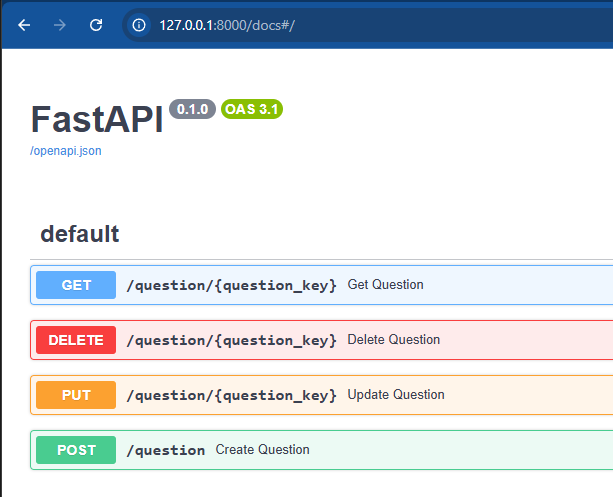 127.0.0.1:8000/docs#/
FastAPI 0.1.0 OAS 3.1
/openapi.json
default
GET /question/{question_key} Get Question
DELETE /question/{question_key} Delete Question
PUT /question/{question_key} Update Question
POST /question Create Question